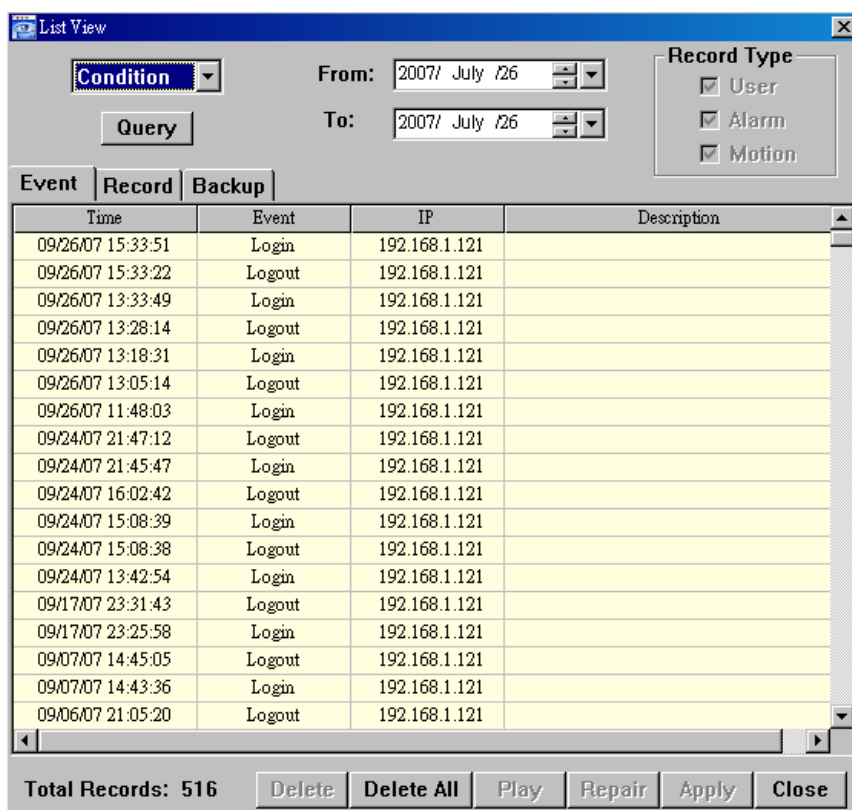 List View
Condition
From: 2007/ July /26
Record Type
User
Query
To: 2007/ July /26
Alarm
Motion
Event Record Backup
Time Event IP Description
09/26/07 15:33:51 Login 192.168.1.121
09/26/07 15:33:22 Logout 192.168.1.121
09/26/07 13:33:49 Login 192.168.1.121
09/26/07 13:28:14 Logout 192.168.1.121
09/26/07 13:18:31 Login 192.168.1.121
09/26/07 13:05:14 Logout 192.168.1.121
09/26/07 11:48:03 Login 192.168.1.121
09/24/07 21:47:12 Logout 192.168.1.121
09/24/07 21:45:47 Login 192.168.1.121
09/24/07 16:02:42 Logout 192.168.1.121
09/24/07 15:08:39 Login 192.168.1.121
09/24/07 15:08:38 Logout 192.168.1.121
09/24/07 13:42:54 Login 192.168.1.121
09/17/07 23:31:43 Logout 192.168.1.121
09/17/07 23:25:58 Login 192.168.1.121
09/07/07 14:45:05 Logout 192.168.1.121
09/07/07 14:43:36 Login 192.168.1.121
09/06/07 21:05:20 Logout 192.168.1.121
Total Records: 516 Delete Delete All Play Repair Apply Close